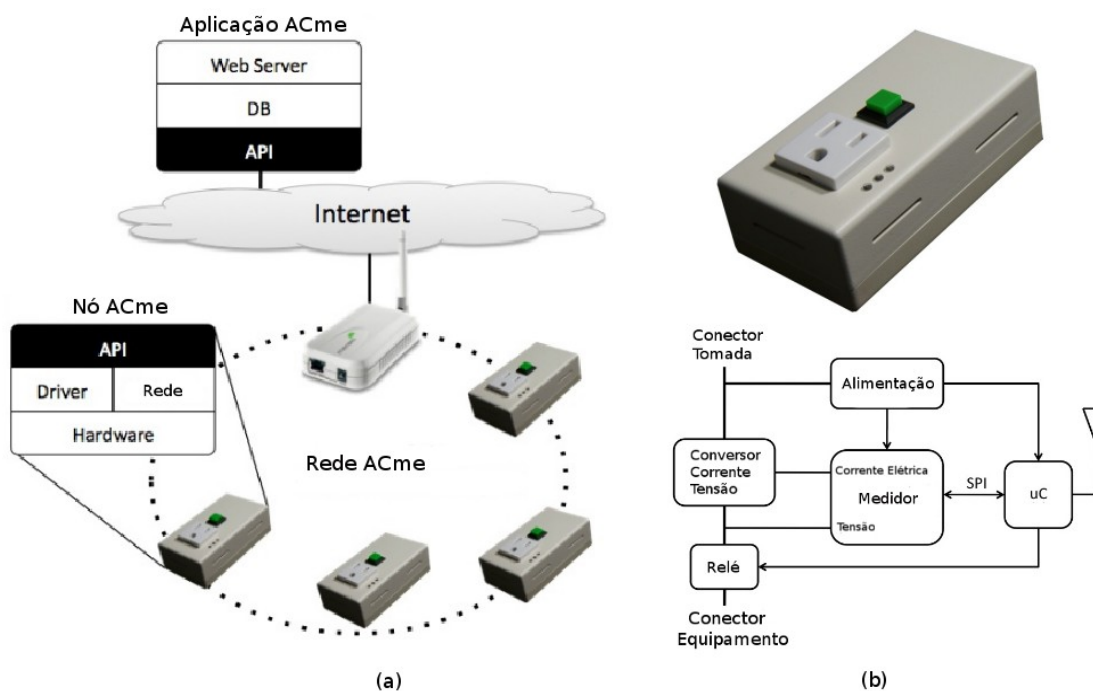 Aplicação ACme
Web Server
DB
API
Internet
Nó ACme
API
Driver
Rede
Hardware
Rede ACme
(a)
Conector
Tomada
Alimentação
Conversor
Corrente
Tensão
Corrente Elétrica
Medidor
Tensão
SPI
uC
Relé
Conector
Equipamento
(b)